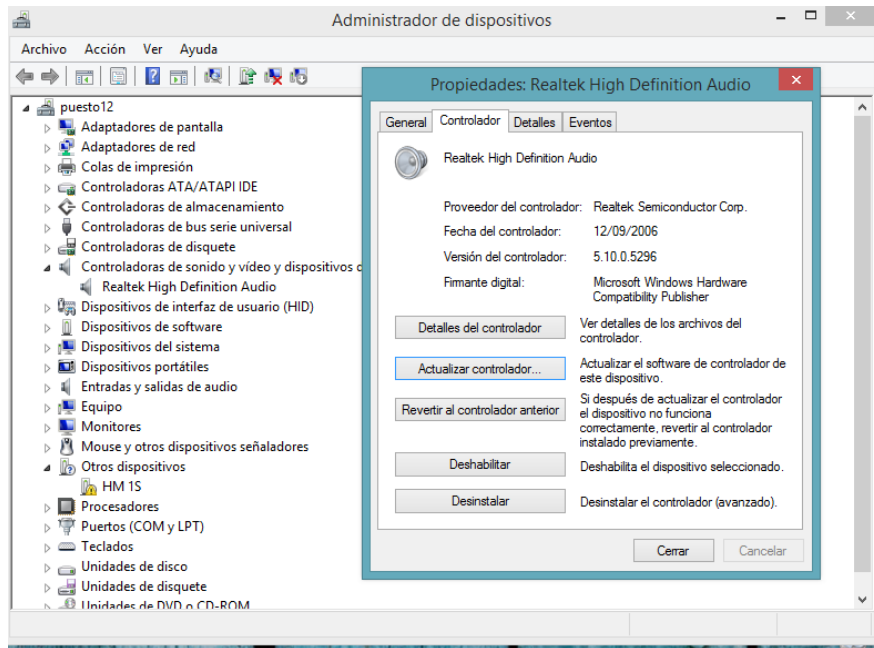 Administrador de dispositivos
Archivo Acción Ver Ayuda
puesto12
Adaptadores de pantalla
Adaptadores de red
Colas de impresión
Controladoras ATA/ATAPI IDE
Controladoras de almacenamiento
Controladoras de bus serie universal
Controladoras de disquete
Controladoras de sonido y vídeo y dispositivos
Realtek High Definition Audio
Dispositivos de interfaz de usuario (HID)
Dispositivos de software
Dispositivos del sistema
Dispositivos portátiles
Entradas y salidas de audio
Equipo
Monitores
Mouse y otros dispositivos señaladores
Otros dispositivos
HM 1S
Procesadores
Puertos (COM y LPT)
Teclados
Unidades de disco
Unidades de disquete
Unidades de DVD o CD-ROM
Propiedades: Realtek High Definition Audio
General Controlador Detalles Eventos
Realtek High Definition Audio
Proveedor del controlador: Realtek Semiconductor Corp.
Fecha del controlador: 12/09/2006
Versión del controlador: 5.10.0.5296
Firmante digital: Microsoft Windows Hardware
Compatibility Publisher
Detalles del controlador
Ver detalles de los archivos del
controlador.
Actualizar controlador...
Actualizar el software de controlador de
este dispositivo.
Revertir al controlador anterior
Si después de actualizar el controlador
el dispositivo no funciona
correctamente, revertir al controlador
instalado previamente.
Deshabilitar
Deshabilita el dispositivo seleccionado.
Desinstalar
Desinstalar el controlador (avanzado).
Cerrar Cancelar